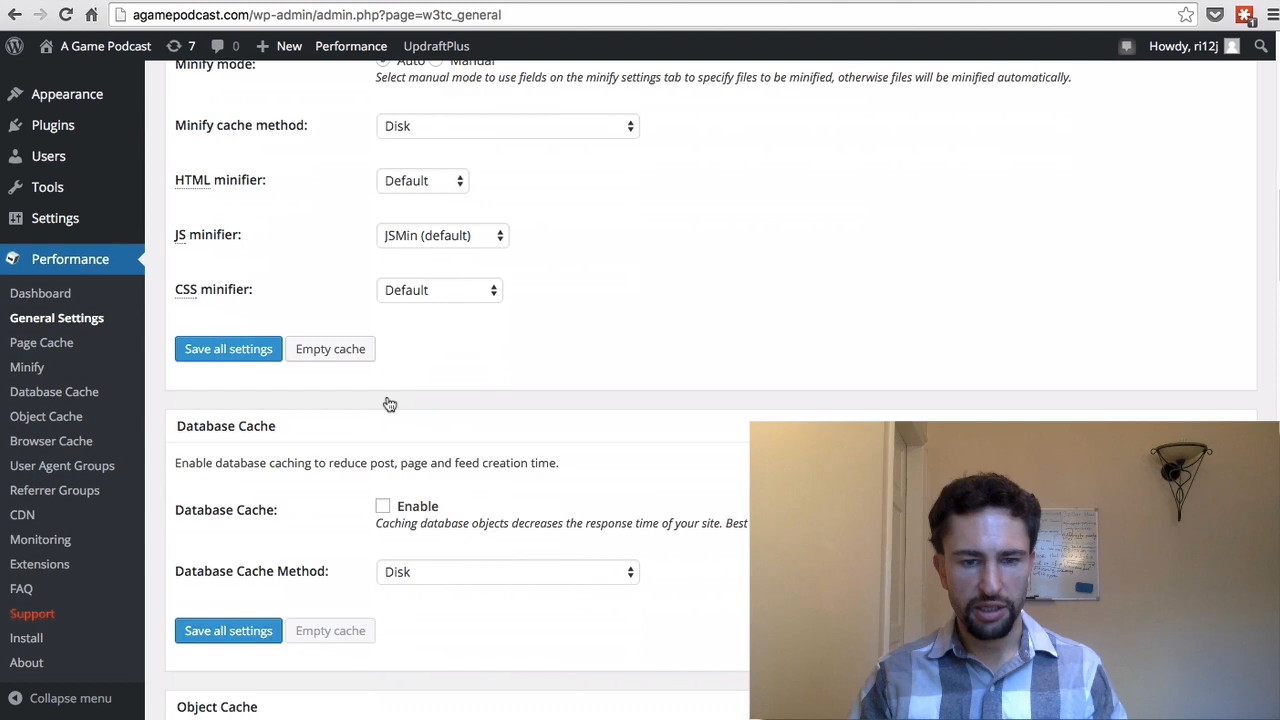 agamepodcast.com/wp-admin/admin.php?page=w3tc_general
1
A Game Podcast 7 0 New Performance UpdraftPlus Howdy, ri12j
Appearance
Plugins
Users
Tools
Settings
Performance
Dashboard
General Settings
Page Cache
Minify
Database Cache
Object Cache
Browser Cache
User Agent Groups
Referrer Groups
CDN
Monitoring
Extensions
FAQ
Support
Install
About
Collapse menu
Minify mode: Auto Manual
Select manual mode to use fields on the minify settings tab to specify files to be minified, otherwise files will be minified automatically.
Minify cache method: Disk
HTML minifier: Default
JS minifier: JSMin (default)
CSS minifier: Default
Save all settings Empty cache
Database Cache
Enable database caching to reduce post, page and feed creation time.
Database Cache: Enable
Caching database objects decreases the response time of your site. Best
Database Cache Method: Disk
Save all settings Empty cache
Object Cache